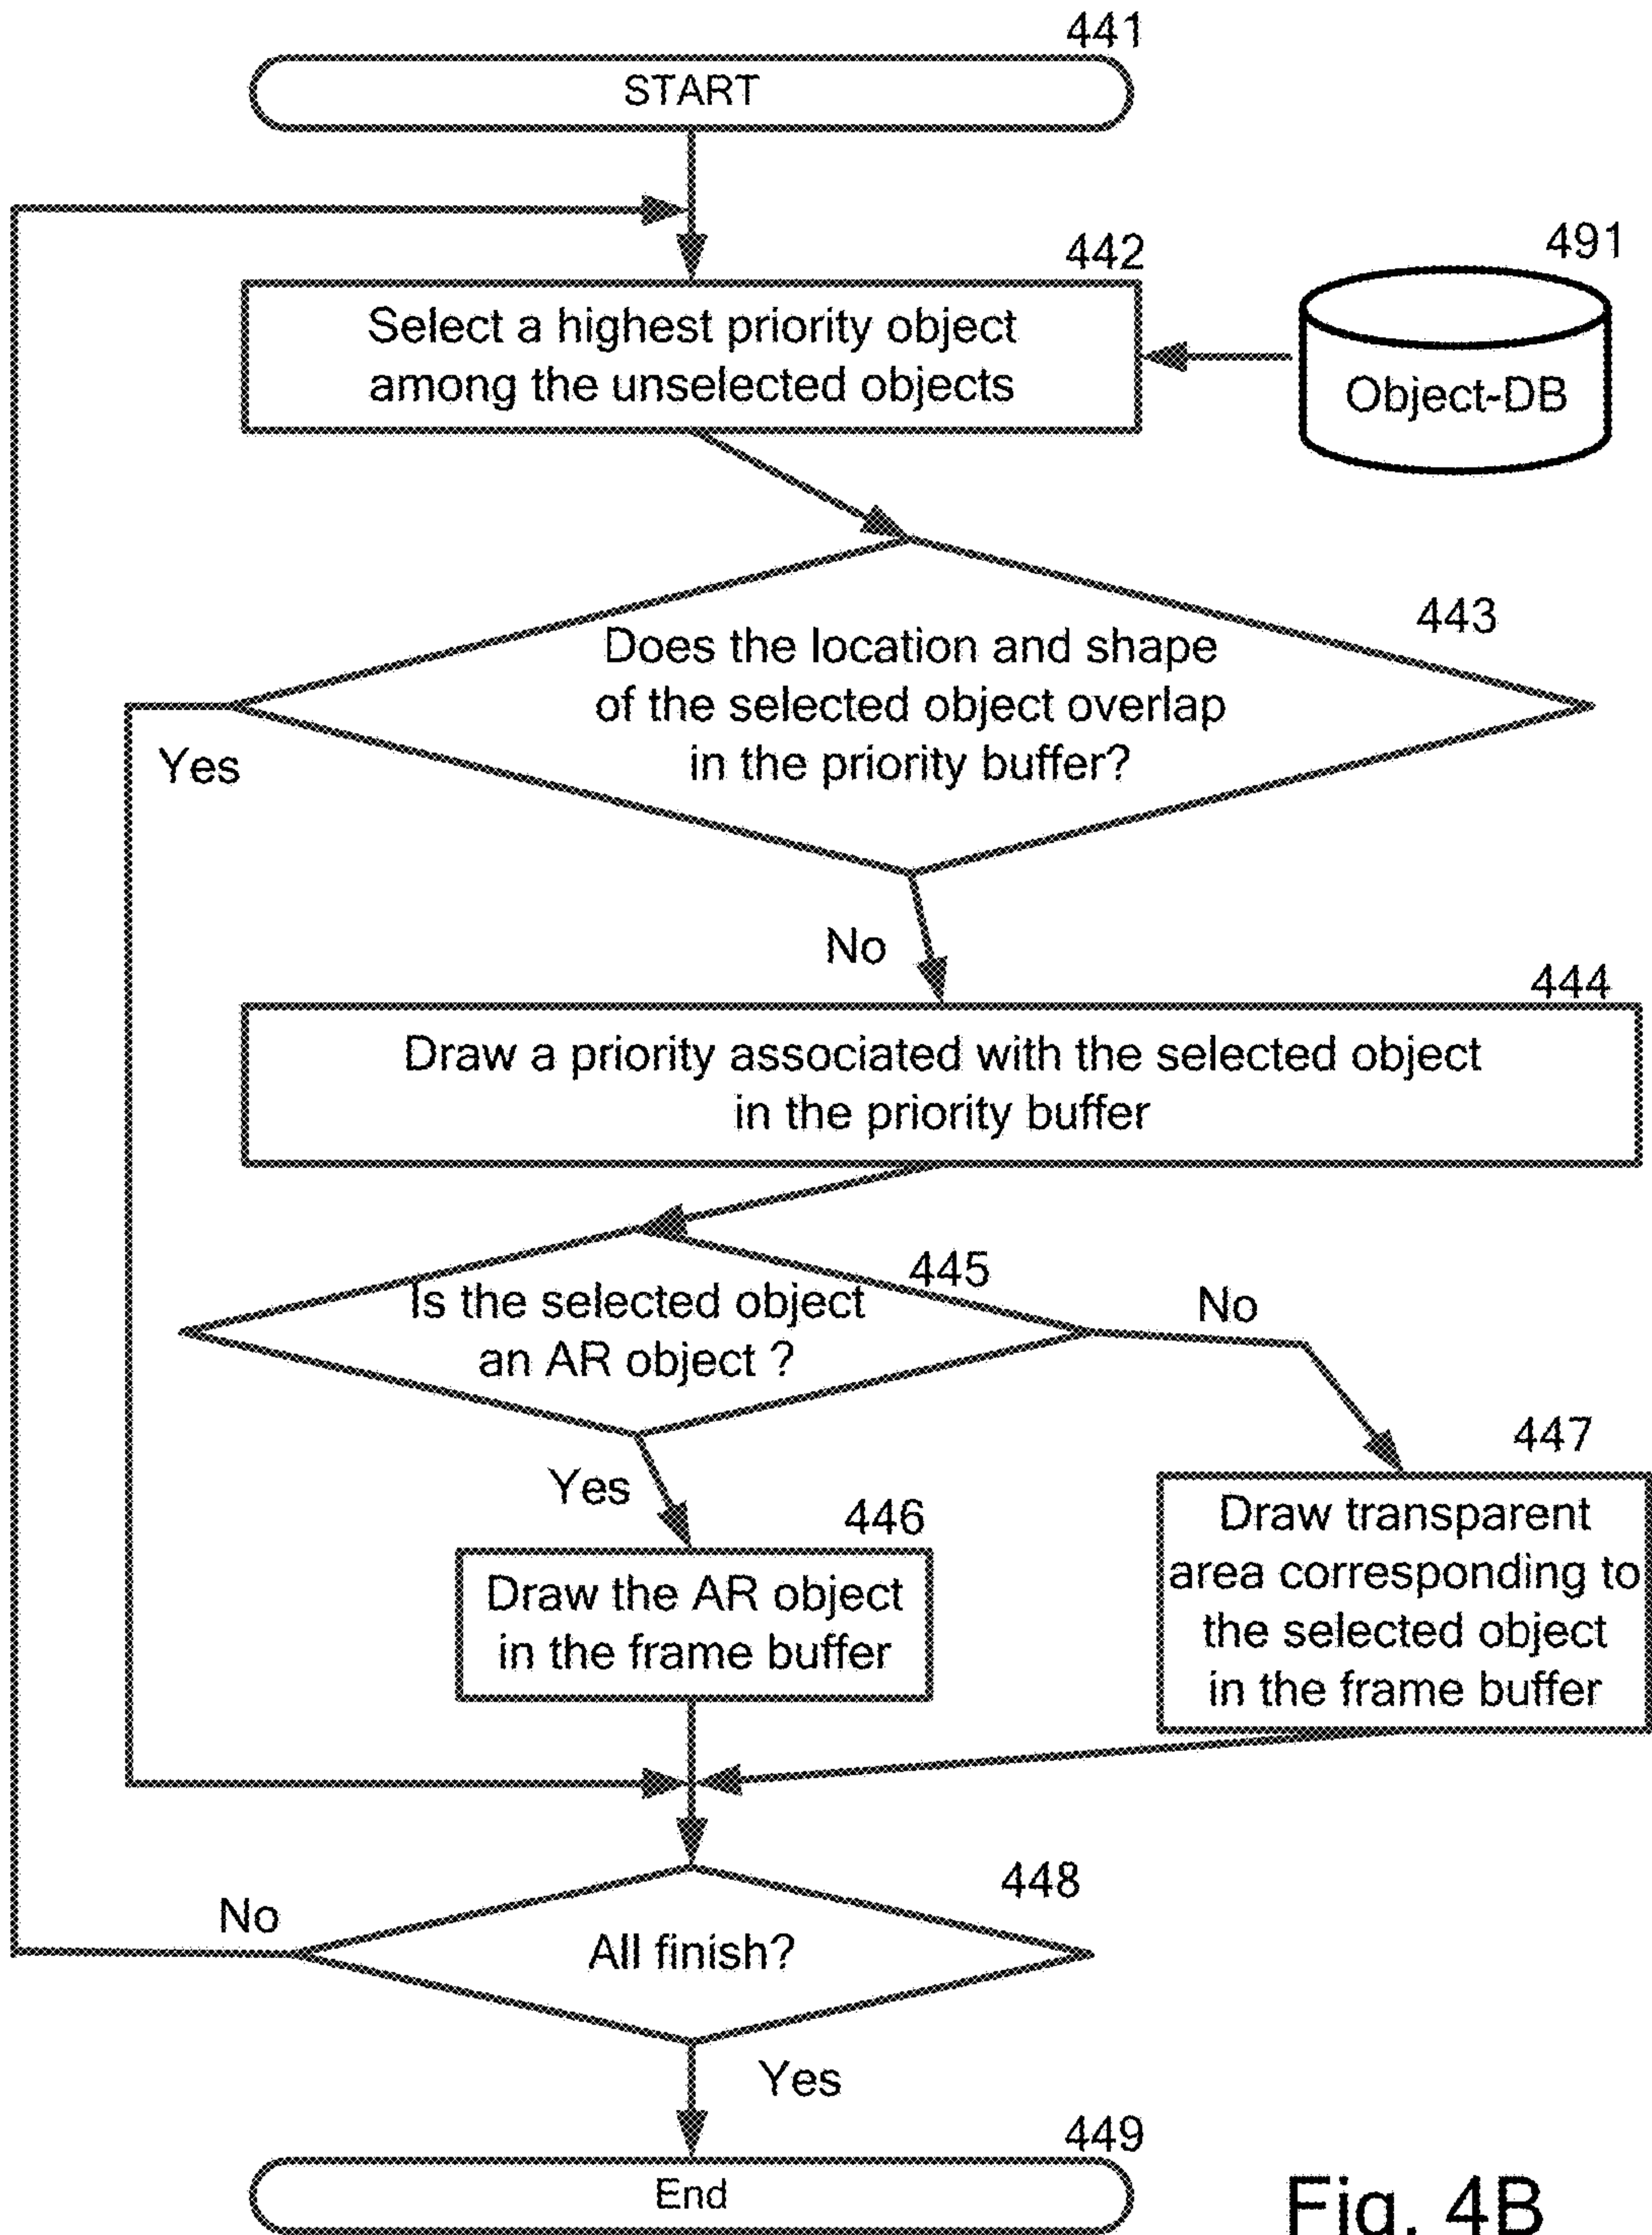 441
START
442
Select a highest priority object
among the unselected objects
491
Object-DB
443
Does the location and shape
of the selected object overlap
in the priority buffer?
Yes
No
444
Draw a priority associated with the selected object
in the priority buffer
445
Is the selected object
an AR object ?
No
Yes
446
Draw the AR object
in the frame buffer
447
Draw transparent
area corresponding to
the selected object
in the frame buffer
448
All finish?
No
Yes
449
End
Fig. 4B